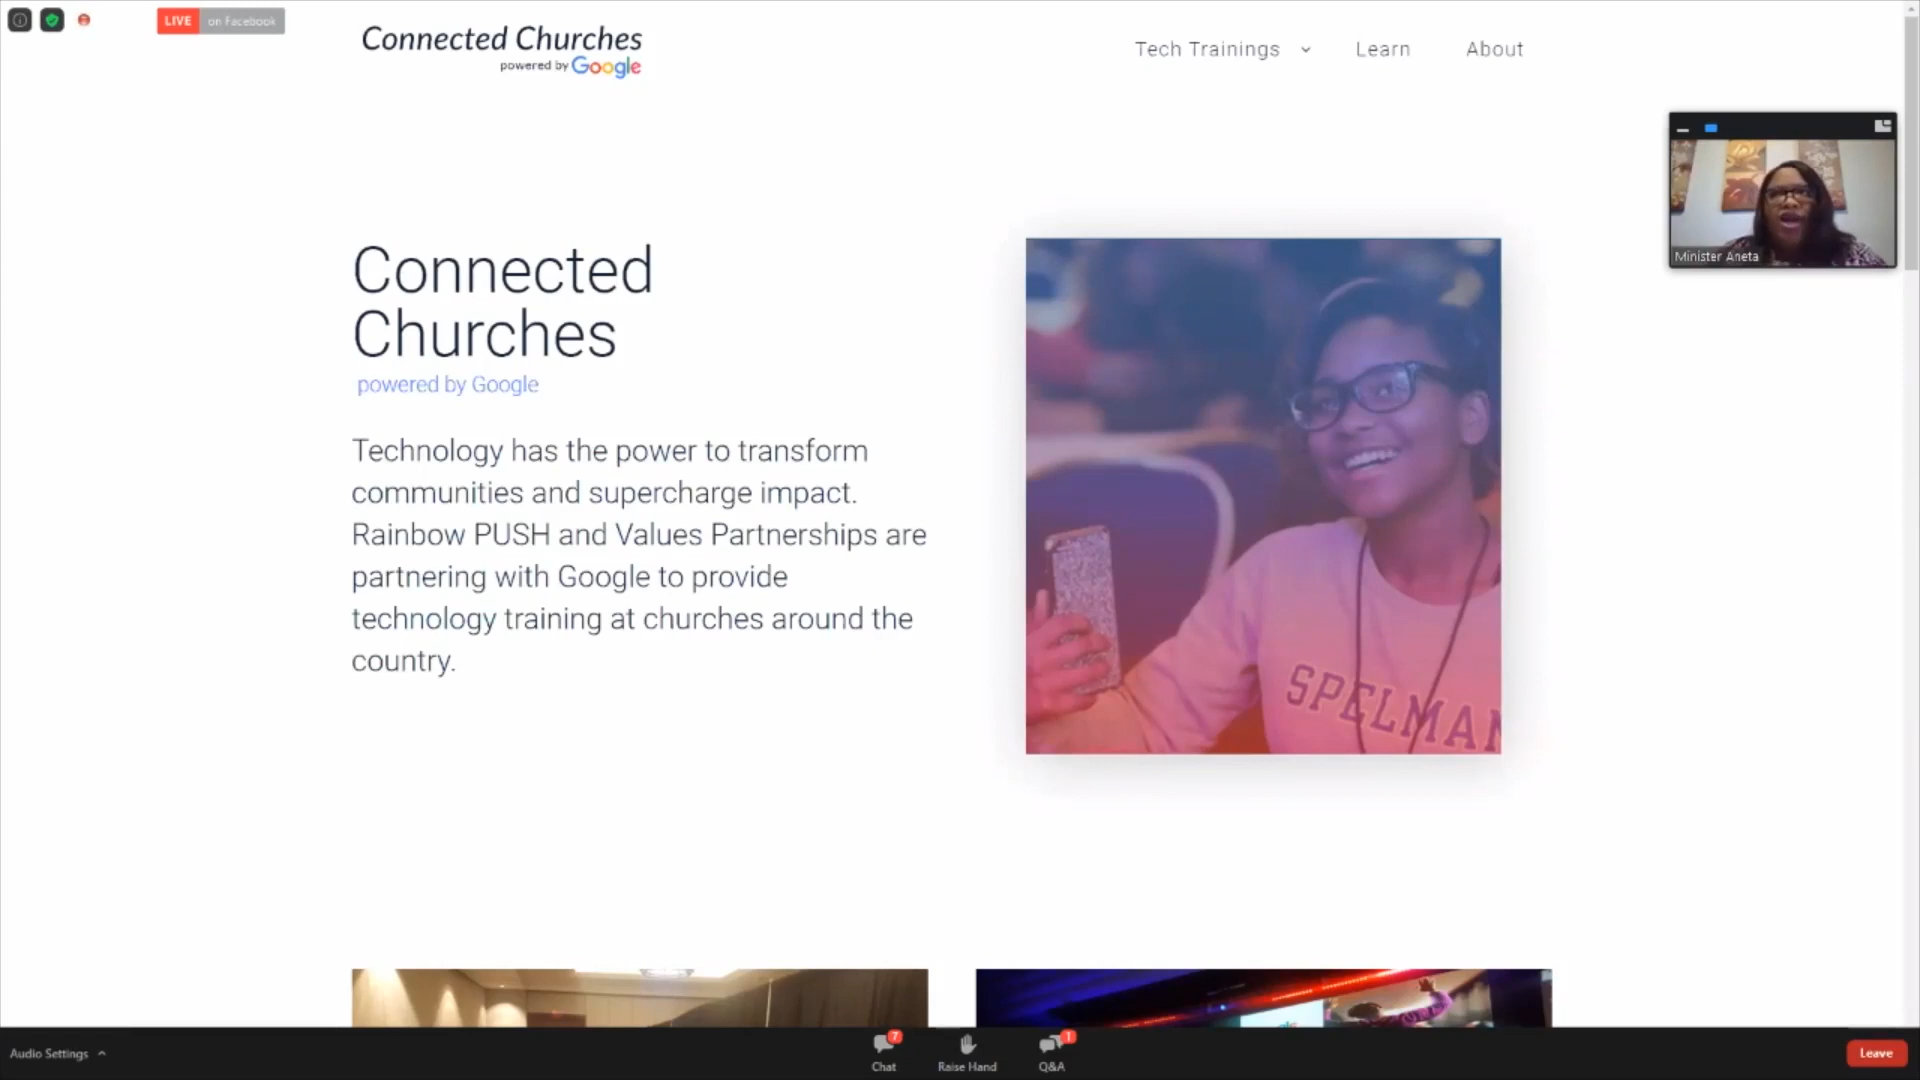 LIVE on Facebook
Connected Churches
powered by Google
Tech Trainings
Learn
About
Minister Aneta
Connected
Churches
powered by Google
Technology has the power to transform
communities and supercharge impact.
Rainbow PUSH and Values Partnerships are
partnering with Google to provide
technology training at churches around the
country.
SPELMAN
Audio Settings
7
Chat
Raise Hand
1
Q&A
Leave